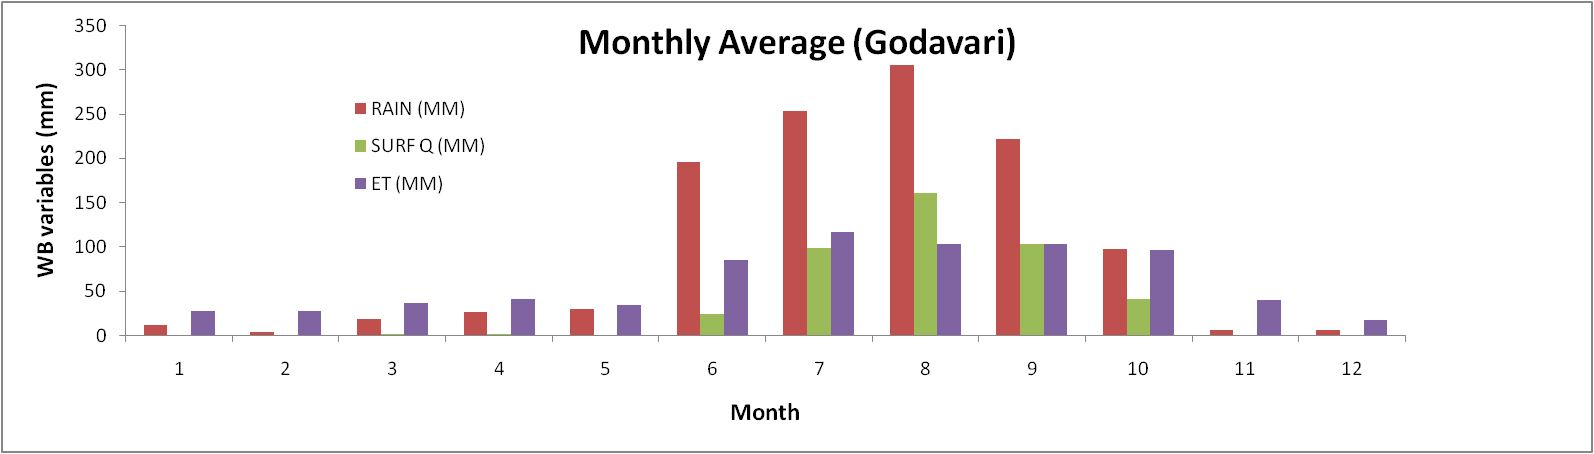 Monthly Average (Godavari)
WB variables (mm)
350
300
250
200
150
100
50
0
RAIN (MM)
SURF Q (MM)
ET (MM)
1 2 3 4 5 6 7 8 9 10 11 12
Month